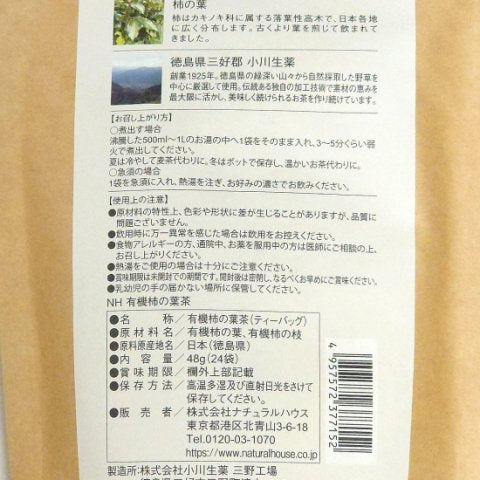 柿の葉
柿はカキノキ科に属する落葉性高木で、日本各地
に広く分布します。古くより葉を煎じて飲まれて
きました。
徳島県三好郡 小川生薬
創業1925年。徳島県の緑深い山々から自然採取した野草を
中心に厳選して使用。伝統ある独自の加工技術で素材の恵みを
最大限に活かし、美味しく続けられるお茶を作り続けています。
【お召し上がり方】
○煮出す場合
沸騰した500ml〜1Lのお湯の中へ1袋をそのまま入れ、3〜5分くらい弱
火で煮出してください。
夏は冷やして麦茶代わりに。冬はポットで保存し、温かいお茶代わりに。
○急須の場合
1袋を急須に入れ、熱湯を注ぎ、お好みの濃さでお飲みください。
【使用上の注意】
●原材料の特性上、色彩や形状に差が生じることがありますが、品質に
問題ございません。
●飲用時に万一異常を感じた場合は飲用をお控えください。
●食物アレルギーの方、通院中、お薬を服用中の方は医師にご相談の上、
お召し上がりください。
●熱湯をご使用の場合は十分にご注意ください。
●賞味期限は未開封での期間です。開封後は密閉し、なるべくお早めにご賞味ください。
●乳幼児の手の届かない場所に保管してください。
NH 有機柿の葉茶
●名 称／有機柿の葉茶(ティーバッグ)
●原材料名／有機柿の葉、有機柿の枝
●原料原産地名／日本(徳島県)
●内 容 量／48g(24袋)
●賞味期限／欄外上部記載
●保存方法／高温多湿及び直射日光をさけて
保存してください。
●販 売 者／株式会社ナチュラルハウス
東京都港区北青山3-6-18
Tel.0120-03-1070
https://www.naturalhouse.co.jp
4 957572 377152
製造所:株式会社小川生薬 三野工場